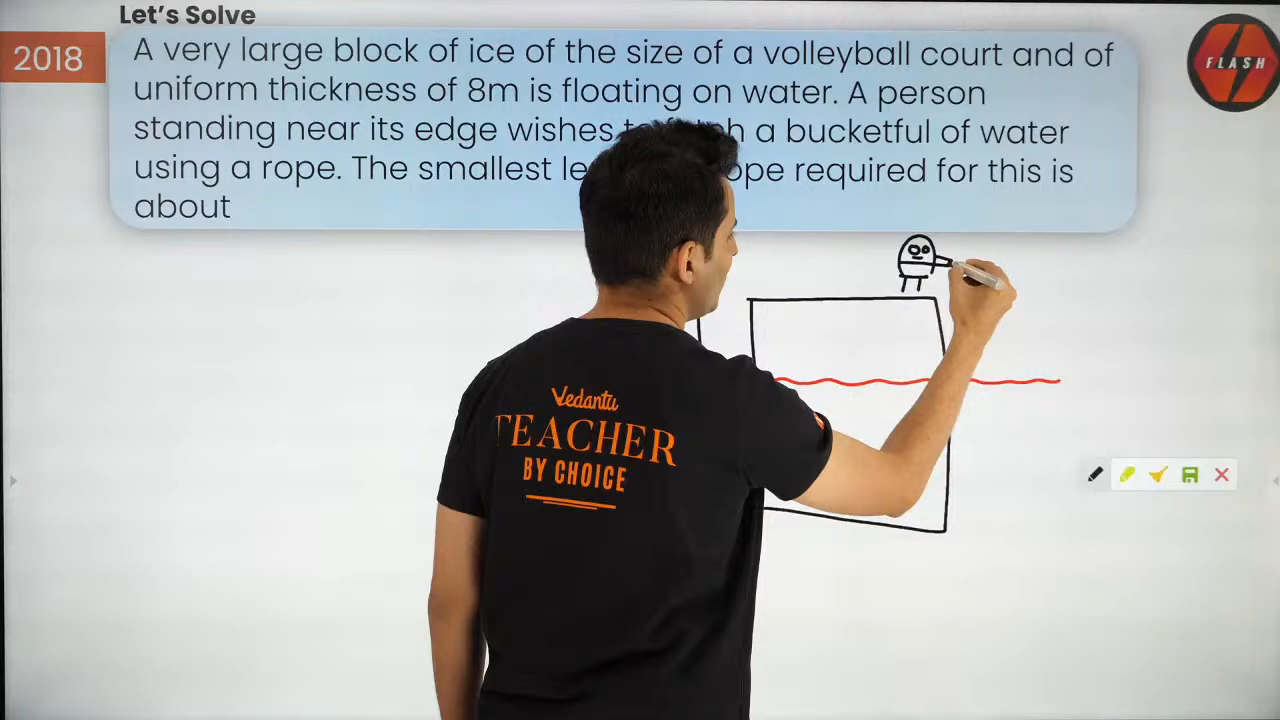 Let's Solve
2018
A very large block of ice of the size of a volleyball court and of
uniform thickness of 8m is floating on water. A person
standing near its edge wishes a bucketful of water
using a rope. The smallest required for this is
about
FLASH
Vedantu
TEACHER
BY CHOICE